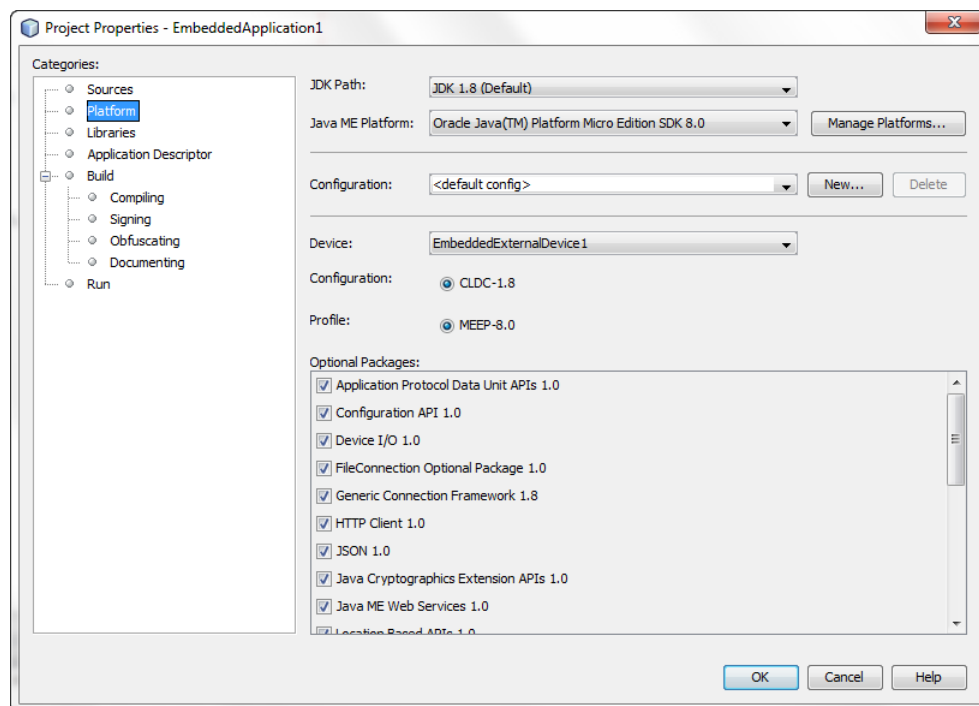 Project Properties - EmbeddedApplication1
Categories:
Sources
Platform
Libraries
Application Descriptor
Build
Compiling
Signing
Obfuscating
Documenting
Run
JDK Path: JDK 1.8 (Default)
Java ME Platform: Oracle Java(TM) Platform Micro Edition SDK 8.0 Manage Platforms...
Configuration: <default config> New... Delete
Device: EmbeddedExternalDevice1
Configuration: CLDC-1.8
Profile: MEEP-8.0
Optional Packages:
Application Protocol Data Unit APIs 1.0
Configuration API 1.0
Device I/O 1.0
FileConnection Optional Package 1.0
Generic Connection Framework 1.8
HTTP Client 1.0
JSON 1.0
Java Cryptographics Extension APIs 1.0
Java ME Web Services 1.0
Location Based APIs 1.0
OK Cancel Help